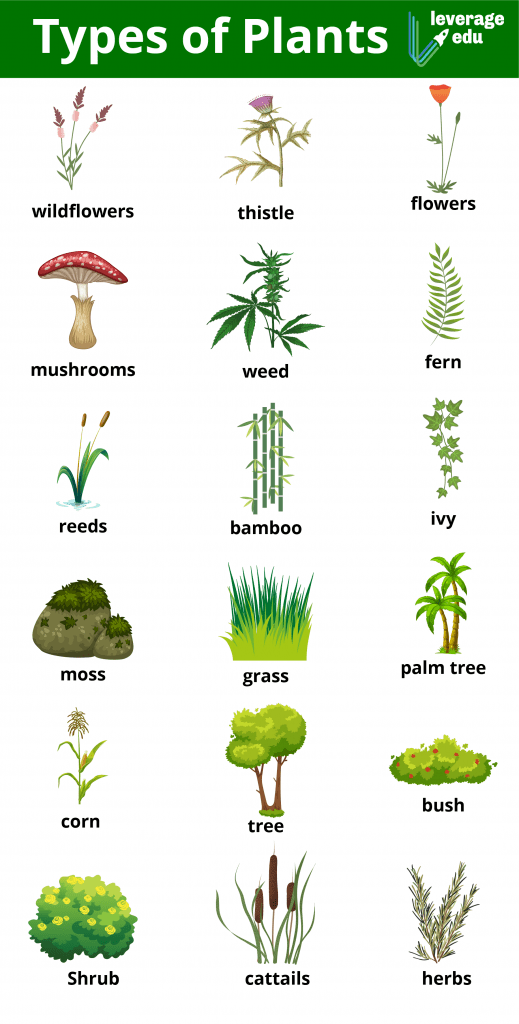 Types of Plants
leverage
edu
wildflowers
thistle
flowers
mushrooms
weed
fern
reeds
bamboo
ivy
moss
grass
palm tree
corn
tree
bush
Shrub
cattails
herbs